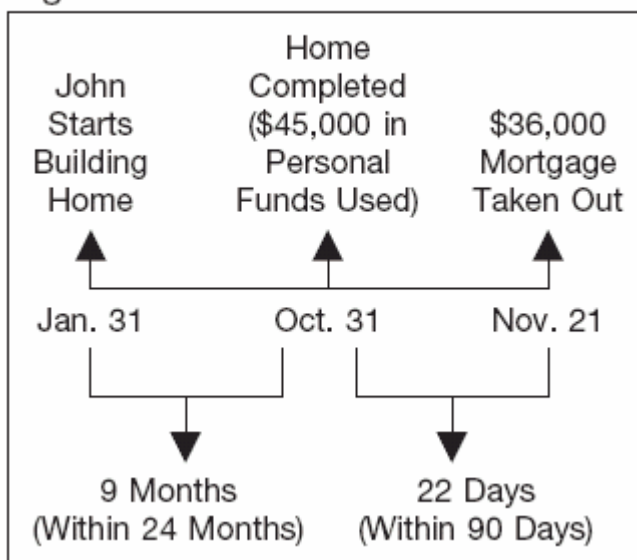 John
Starts
Building
Home
Home
Completed
($45,000 in
Personal
Funds Used)
$36,000
Mortgage
Taken Out
Jan. 31
Oct. 31
Nov. 21
9 Months
(Within 24 Months)
22 Days
(Within 90 Days)